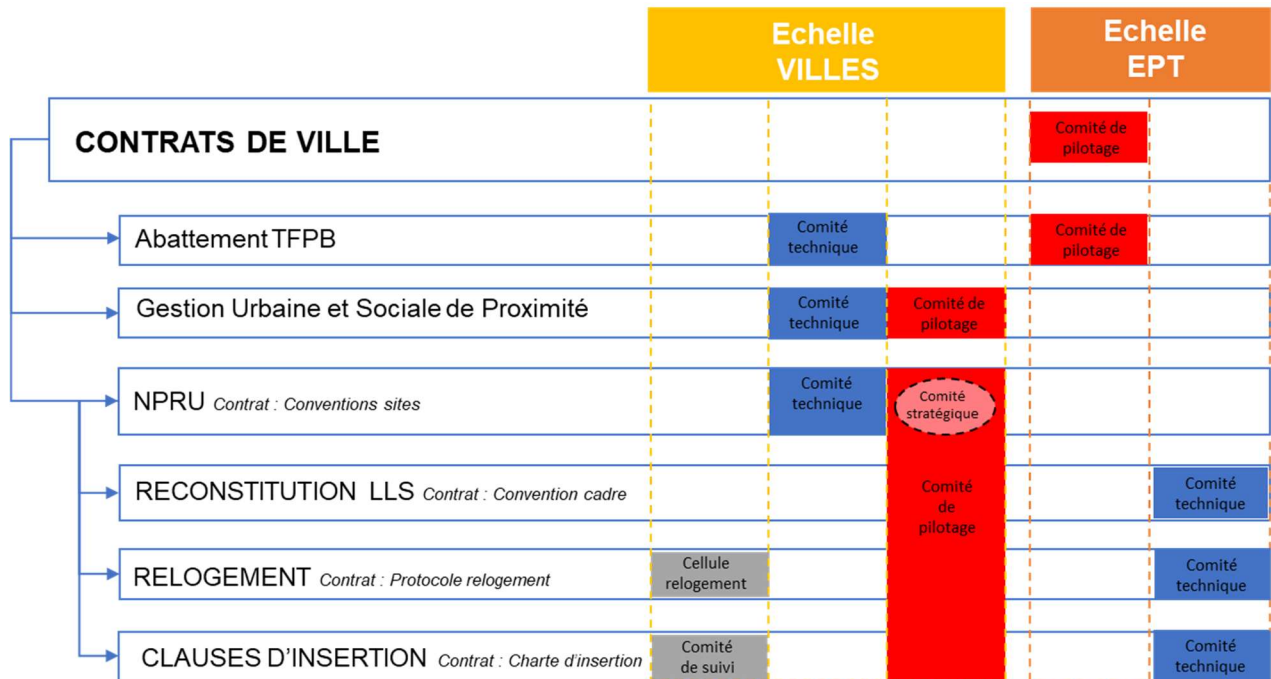 Echelle
VILLES
Echelle
EPT
CONTRATS DE VILLE
Comité de
pilotage
Abattement TFPB
Comité
technique
Comité de
pilotage
Gestion Urbaine et Sociale de Proximité
Comité
technique
Comité de
pilotage
NPRU Contrat : Conventions sites
Comité
technique
Comité
stratégique
RECONSTITUTION LLS Contrat : Convention cadre
Comité
de
pilotage
Comité
technique
RELOGEMENT Contrat : Protocole relogement
Cellule
relogement
Comité
technique
CLAUSES D'INSERTION Contrat : Charte d'insertion
Comité
de suivi
Comité
technique